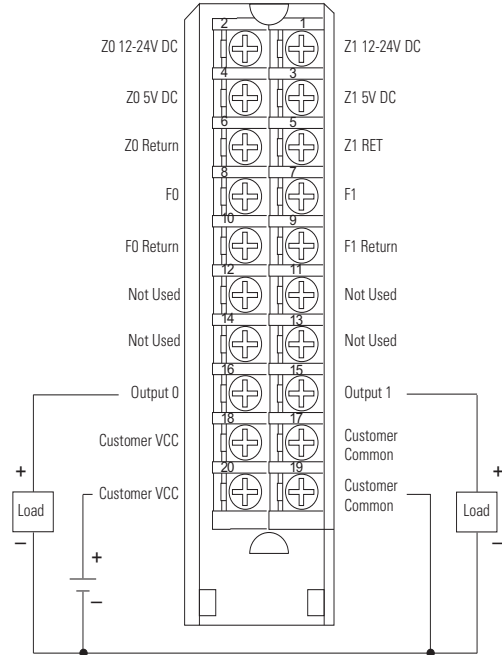 2 1
Z0 12-24V DC Z1 12-24V DC
4 3
Z0 5V DC Z1 5V DC
6 5
Z0 Return Z1 RET
8 7
F0 F1
10 9
F0 Return F1 Return
12 11
Not Used Not Used
14 13
Not Used Not Used
16 15
Output 0 Output 1
18 17
Customer VCC Customer
Common
20 19
+ Customer VCC Customer
Common +
Load Load
– –
+
–